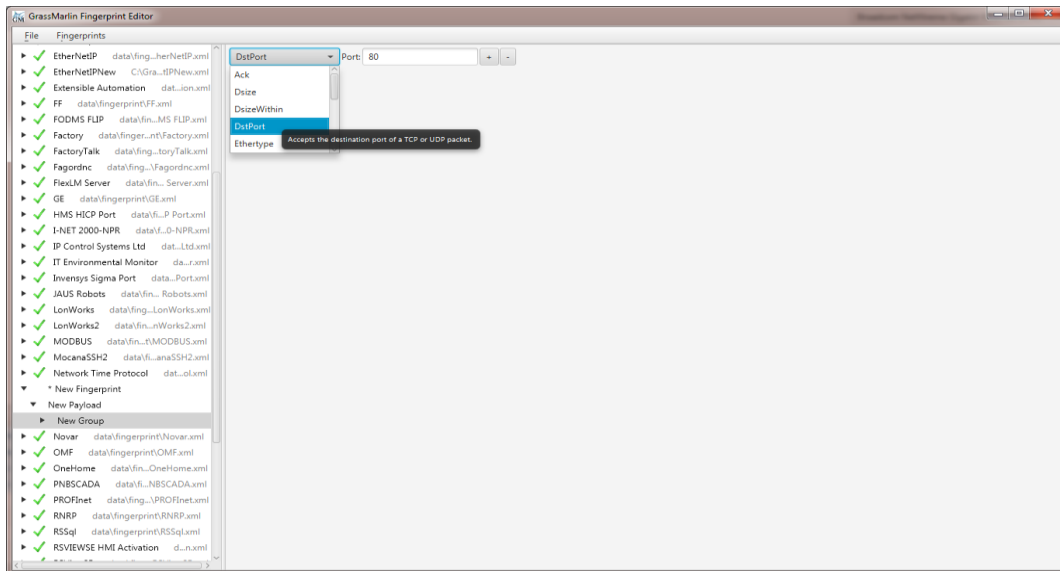 GrassMarlin Fingerprint Editor
File Fingerprints
EtherNetIP data\fing...herNetIP.xml
EtherNetIPNew C:\Gra...tIPNew.xml
Extensible Automation dat...ion.xml
FF data\fingerprint\FF.xml
FODMS FLIP data\fin...MS FLIP.xml
Factory data\finger...nt\Factory.xml
FactoryTalk data\fing...toryTalk.xml
Fagordnc data\fing...\Fagordnc.xml
FlexLM Server data\fin... Server.xml
GE data\fingerprint\GE.xml
HMS HICP Port data\fi...P Port.xml
I-NET 2000-NPR data\f...0-NPR.xml
IP Control Systems Ltd dat...Ltd.xml
IT Environmental Monitor da...r.xml
Invensys Sigma Port data...Port.xml
JAUS Robots data\fin... Robots.xml
LonWorks data\fing...LonWorks.xml
LonWorks2 data\fin...nWorks2.xml
MODBUS data\fin...t\MODBUS.xml
MocanaSSH2 data\fi...anaSSH2.xml
Network Time Protocol dat...ol.xml
* New Fingerprint
New Payload
New Group
Novar data\fingerprint\Novar.xml
OMF data\fingerprint\OMF.xml
OneHome data\fin...OneHome.xml
PNBSCADA data\fi...NBSCADA.xml
PROFInet data\fing...\PROFInet.xml
RNRP data\fingerprint\RNRP.xml
RSSql data\fingerprint\RSSql.xml
RSVIEWSE HMI Activation d...n.xml
DstPort Port: 80 + -
Ack
Dsize
DsizeWithin
DstPort
Accepts the destination port of a TCP or UDP packet.
Ethertype